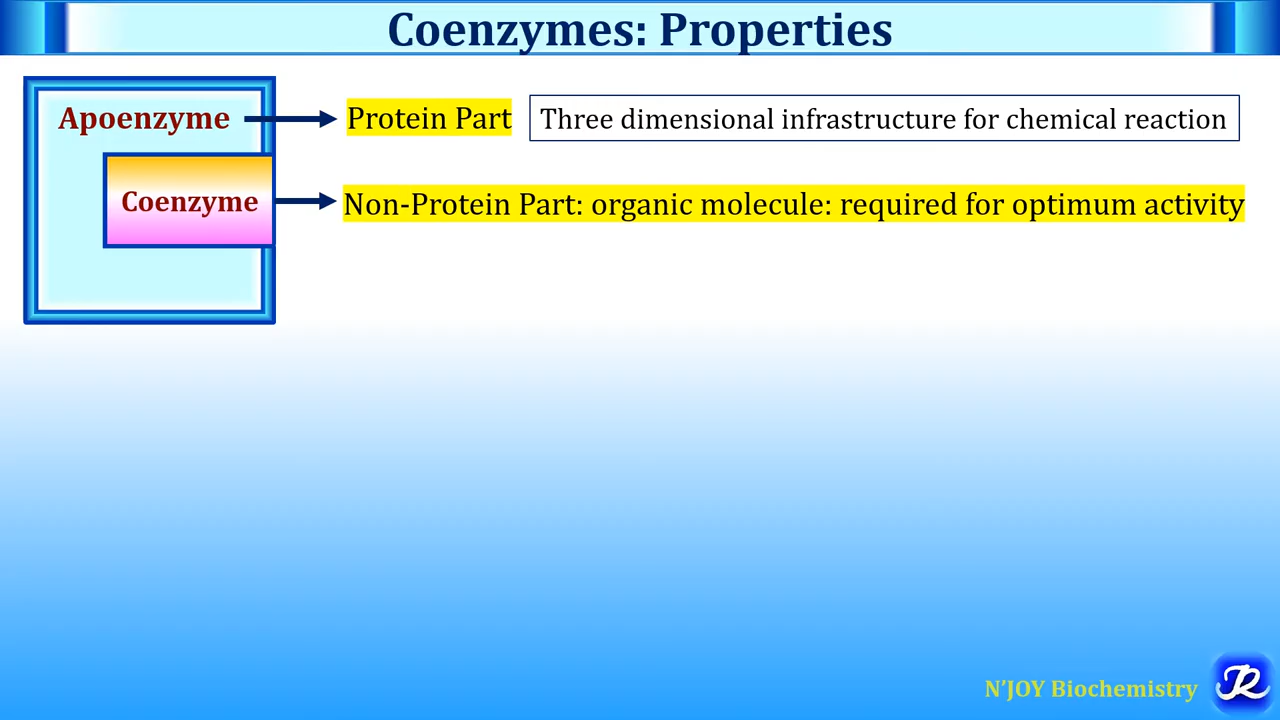 Coenzymes: Properties
Apoenzyme
Protein Part
Three dimensional infrastructure for chemical reaction
Coenzyme
Non-Protein Part: organic molecule: required for optimum activity
N’JOY Biochemistry
JR